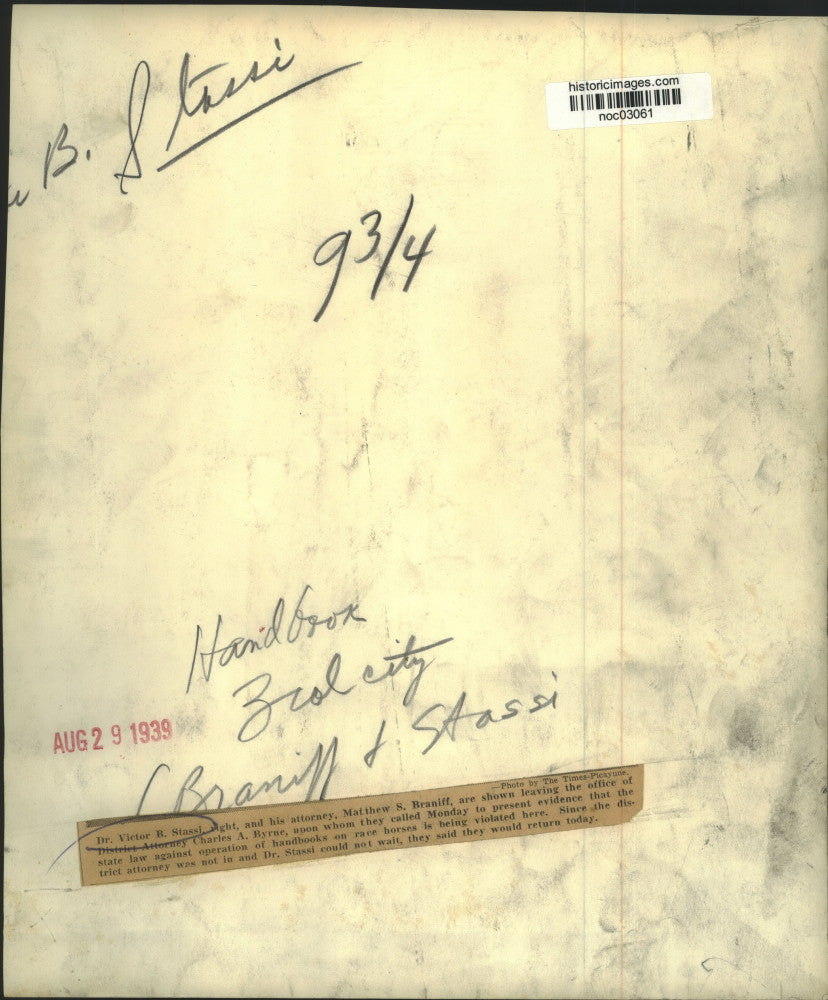 historicimages.com
noc03061
B. Stassi
9 3/4
Handbook
3 col city
AUG 29 1939
(Braniff & Stassi
—Photo by The Times-Picayune.
Dr. Victor B. Stassi, right, and his attorney, Matthew S. Braniff, are shown leaving the office of
District Attorney Charles A. Byrne, upon whom they called Monday to present evidence that the
state law against operation of handbooks on race horses is being violated here. Since the dis-
trict attorney was not in and Dr. Stassi could not wait, they said they would return today.